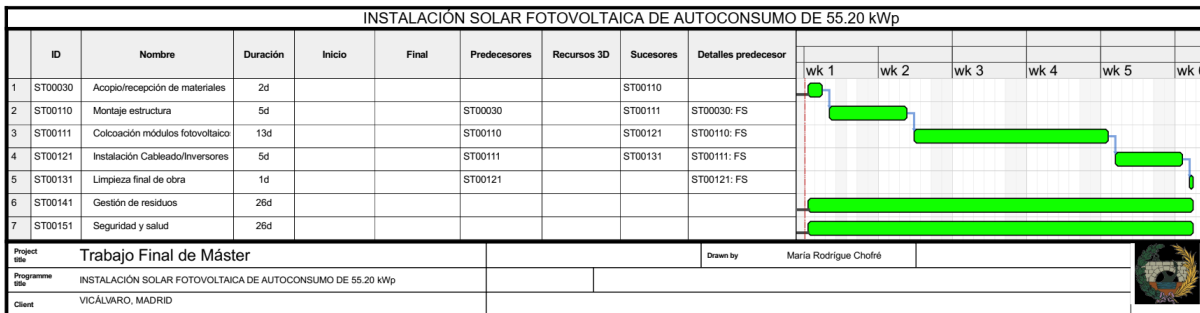 INSTALACIÓN SOLAR FOTOVOLTAICA DE AUTOCONSUMO DE 55.20 kWp
ID Nombre Duración Inicio Final Predecesores Recursos 3D Sucesores Detalles predecesor
wk 1 wk 2 wk 3 wk 4 wk 5 wk
1 ST00030 Acopio/recepción de materiales 2d ST00110
2 ST00110 Montaje estructura 5d ST00030 ST00111 ST00030: FS
3 ST00111 Colcoación módulos fotovoltaico 13d ST00110 ST00121 ST00110: FS
4 ST00121 Instalación Cableado/Inversores 5d ST00111 ST00131 ST00111: FS
5 ST00131 Limpieza final de obra 1d ST00121 ST00121: FS
6 ST00141 Gestión de residuos 26d
7 ST00151 Seguridad y salud 26d
Project title Trabajo Final de Máster Drawn by María Rodrígue Chofré
Programme title INSTALACIÓN SOLAR FOTOVOLTAICA DE AUTOCONSUMO DE 55.20 kWp
Client VICÁLVARO, MADRID